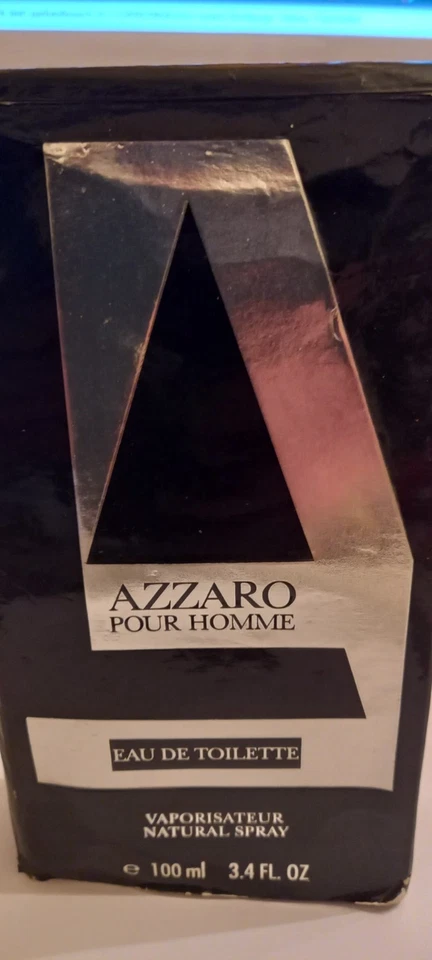 AZZARO
POUR HOMME
EAU DE TOILETTE
VAPORISATEUR
NATURAL SPRAY
℮ 100 ml 3.4 FL. OZ